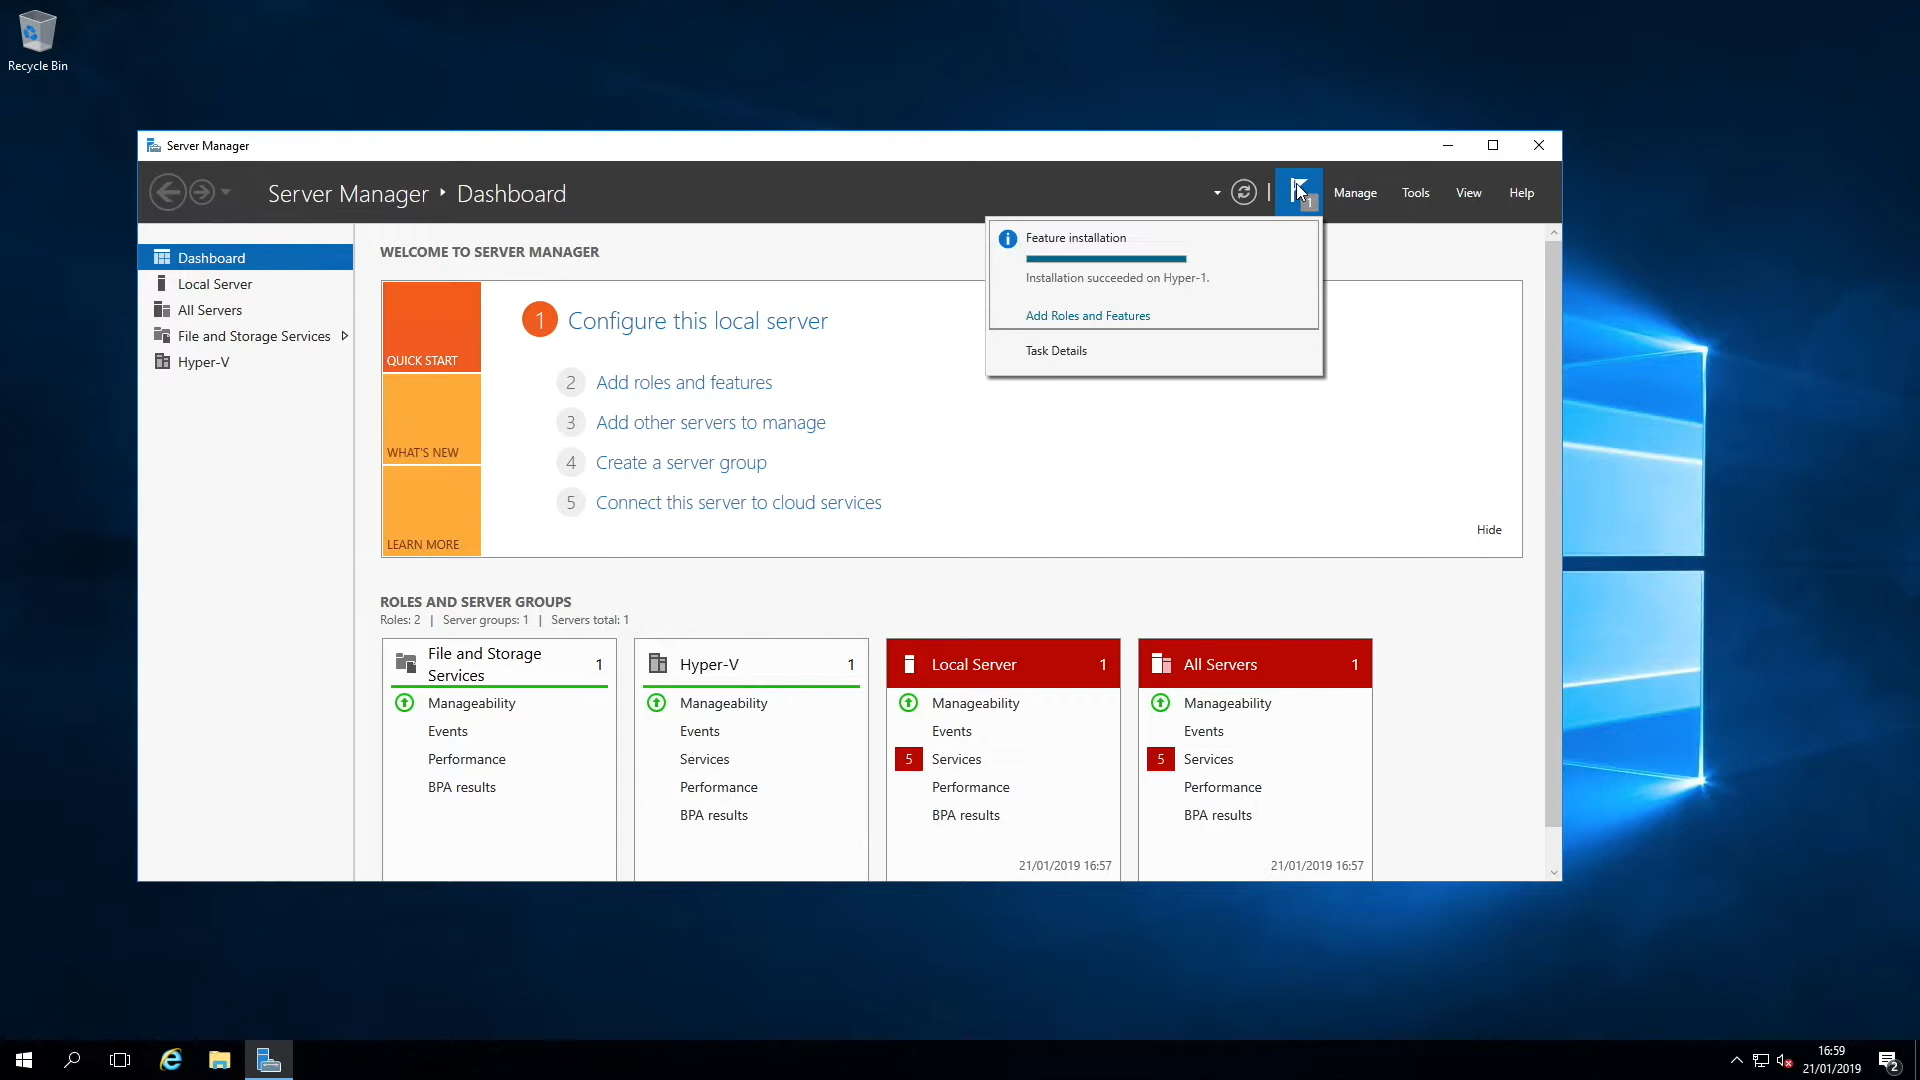 Recycle Bin
Server Manager
Server Manager Dashboard
1
Manage Tools View Help
Feature installation
Installation succeeded on Hyper-1.
Add Roles and Features
Task Details
Dashboard
Local Server
All Servers
File and Storage Services
Hyper-V
WELCOME TO SERVER MANAGER
QUICK START
WHAT'S NEW
LEARN MORE
1 Configure this local server
2 Add roles and features
3 Add other servers to manage
4 Create a server group
5 Connect this server to cloud services
Hide
ROLES AND SERVER GROUPS
Roles: 2 | Server groups: 1 | Servers total: 1
File and Storage
Services
1
Manageability
Events
Performance
BPA results
Hyper-V 1
Manageability
Events
Services
Performance
BPA results
Local Server 1
Manageability
Events
5 Services
Performance
BPA results
21/01/2019 16:57
All Servers 1
Manageability
Events
5 Services
Performance
BPA results
21/01/2019 16:57
16:59
21/01/2019
2